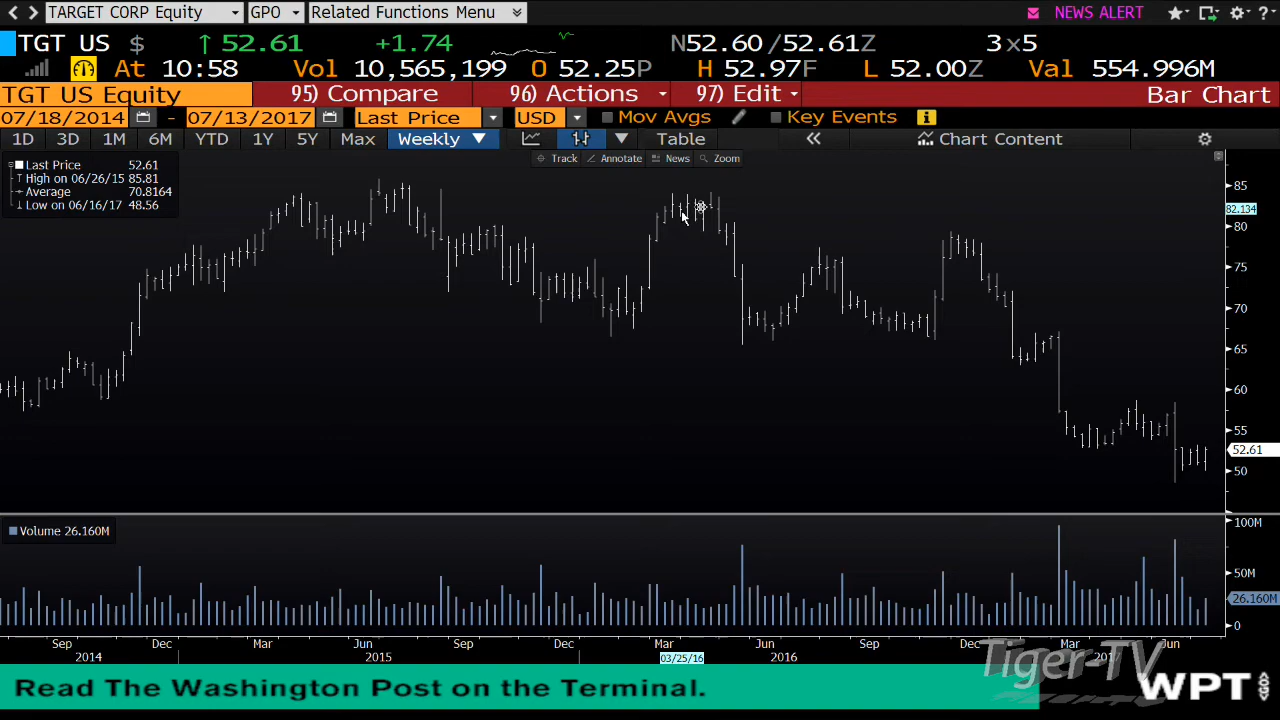 TARGET CORP Equity GPO Related Functions Menu NEWS ALERT ?
TGT US $ ↑ 52.61 +1.74 N52.60 / 52.61Z 3x5
At 10:58 Vol 10,565,199 O 52.25P H 52.97F L 52.00Z Val 554.996M
TGT US Equity 95) Compare 96) Actions 97) Edit Bar Chart
07/18/2014 - 07/13/2017 Last Price USD Mov Avgs Key Events
1D 3D 1M 6M YTD 1Y 5Y Max Weekly ▼ Table « Chart Content
Track Annotate News Zoom
Last Price 52.61
High on 06/26/15 85.81
Average 70.8164
Low on 06/16/17 48.56
85
82.134
80
75
70
65
60
55
52.61
50
Volume 26.160M
100M
50M
26.160M
0
Sep Dec Mar Jun Sep Dec Mar Jun Sep Dec Mar Jun
2014 2015 03/25/16 2016
Tiger-TV
Read The Washington Post on the Terminal.
WPT